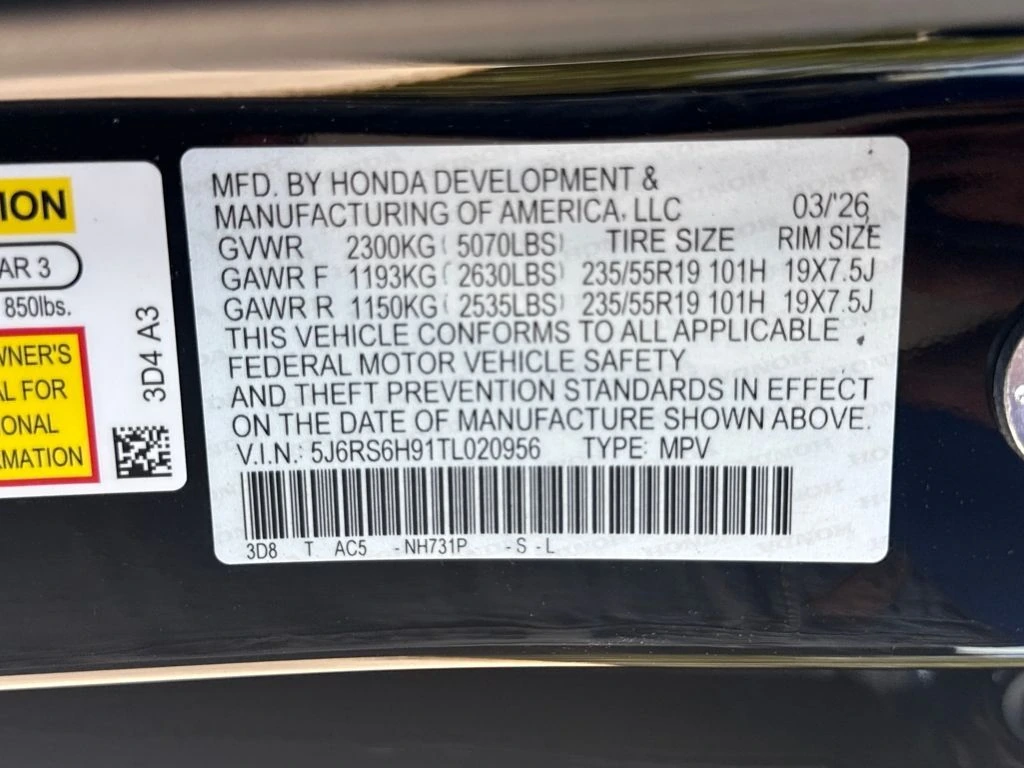 ION
AR 3
850lbs.
WNER'S
AL FOR
ONAL
RMATION
3D4 A3
MFD. BY HONDA DEVELOPMENT &
MANUFACTURING OF AMERICA, LLC 03/'26
GVWR 2300KG ( 5070LBS) TIRE SIZE RIM SIZE
GAWR F 1193KG ( 2630LBS) 235/55R19 101H 19X7.5J
GAWR R 1150KG ( 2535LBS) 235/55R19 101H 19X7.5J
THIS VEHICLE CONFORMS TO ALL APPLICABLE
FEDERAL MOTOR VEHICLE SAFETY
AND THEFT PREVENTION STANDARDS IN EFFECT
ON THE DATE OF MANUFACTURE SHOWN ABOVE.
V.I.N.: 5J6RS6H91TL020956 TYPE: MPV
3D8 T AC5 -NH731P -S -L